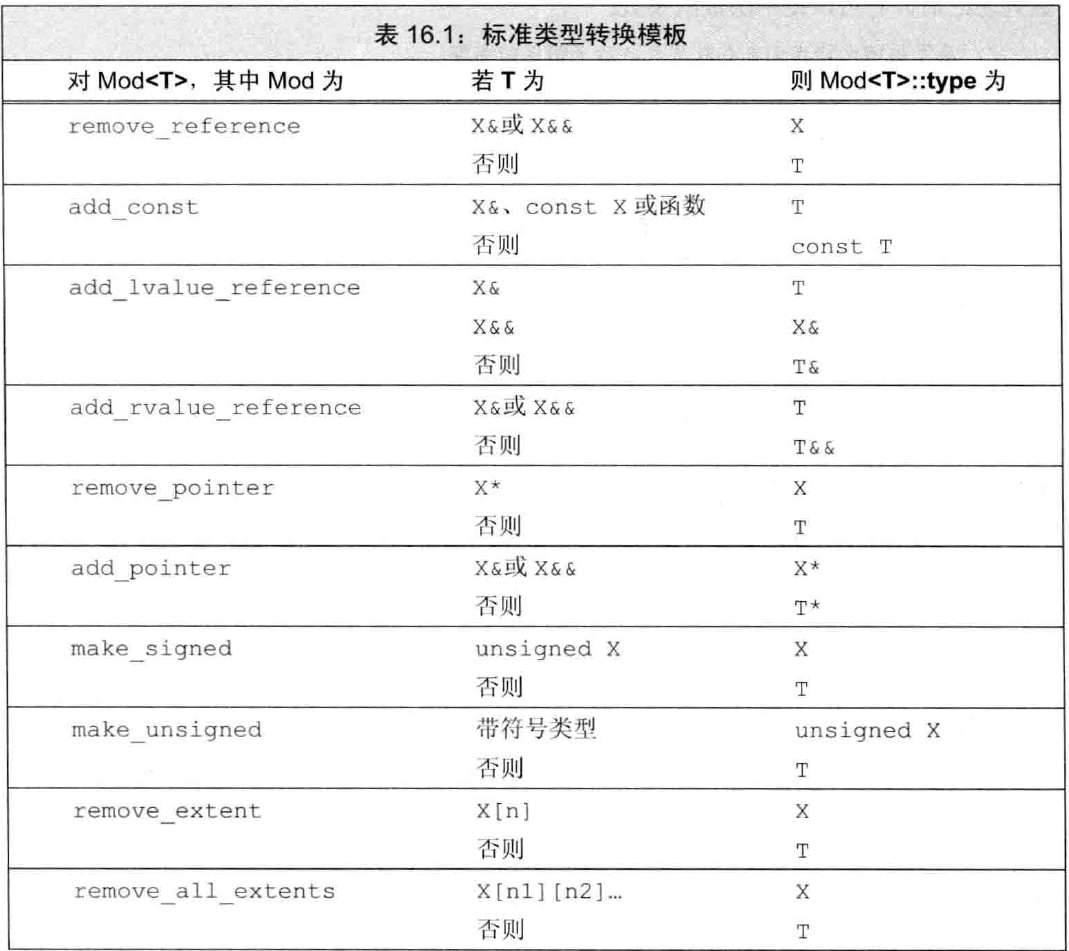 表 16.1：标准类型转换模板
对 Mod<T>，其中 Mod 为 若 T 为 则 Mod<T>::type 为
remove_reference X&或 X&& X
否则 T
add_const X&、const X 或函数 T
否则 const T
add_lvalue_reference X& T
X&& X&
否则 T&
add_rvalue_reference X&或 X&& T
否则 T&&
remove_pointer X* X
否则 T
add_pointer X&或 X&& X*
否则 T*
make_signed unsigned X X
否则 T
make_unsigned 带符号类型 unsigned X
否则 T
remove_extent X[n] X
否则 T
remove_all_extents X[n1][n2]… X
否则 T